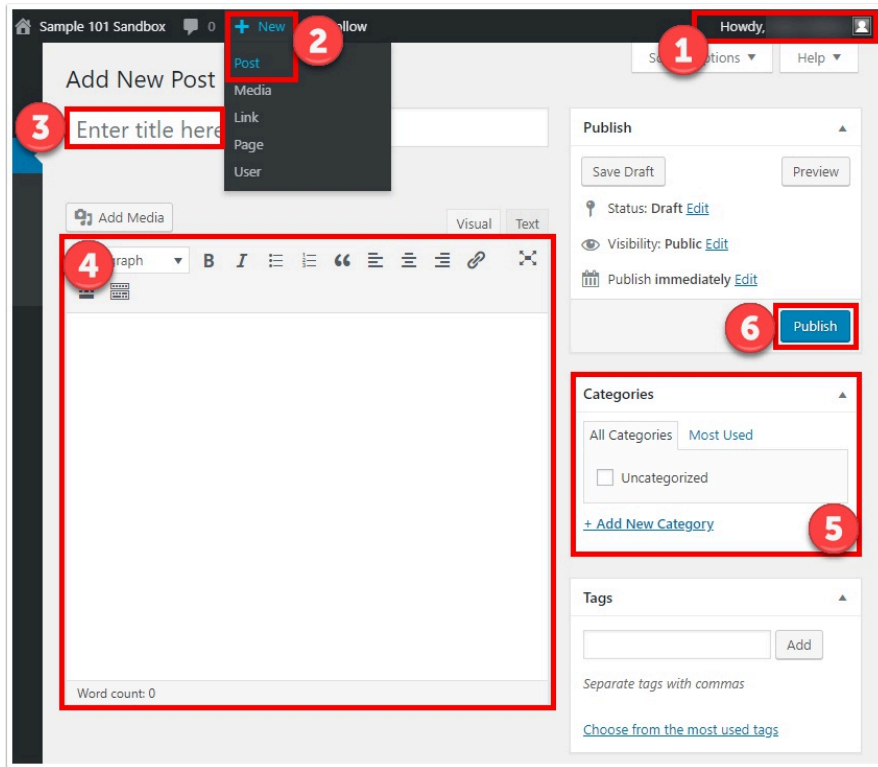 Sample 101 Sandbox 0 + New Follow Howdy,
2
1
Post
Media
Link
Page
User
Options Help
Add New Post
3
Enter title here
Add Media
Visual Text
4
B I
Word count: 0
Publish
Save Draft Preview
Status: Draft Edit
Visibility: Public Edit
Publish immediately Edit
6
Publish
Categories
All Categories Most Used
Uncategorized
+ Add New Category
5
Tags
Add
Separate tags with commas
Choose from the most used tags